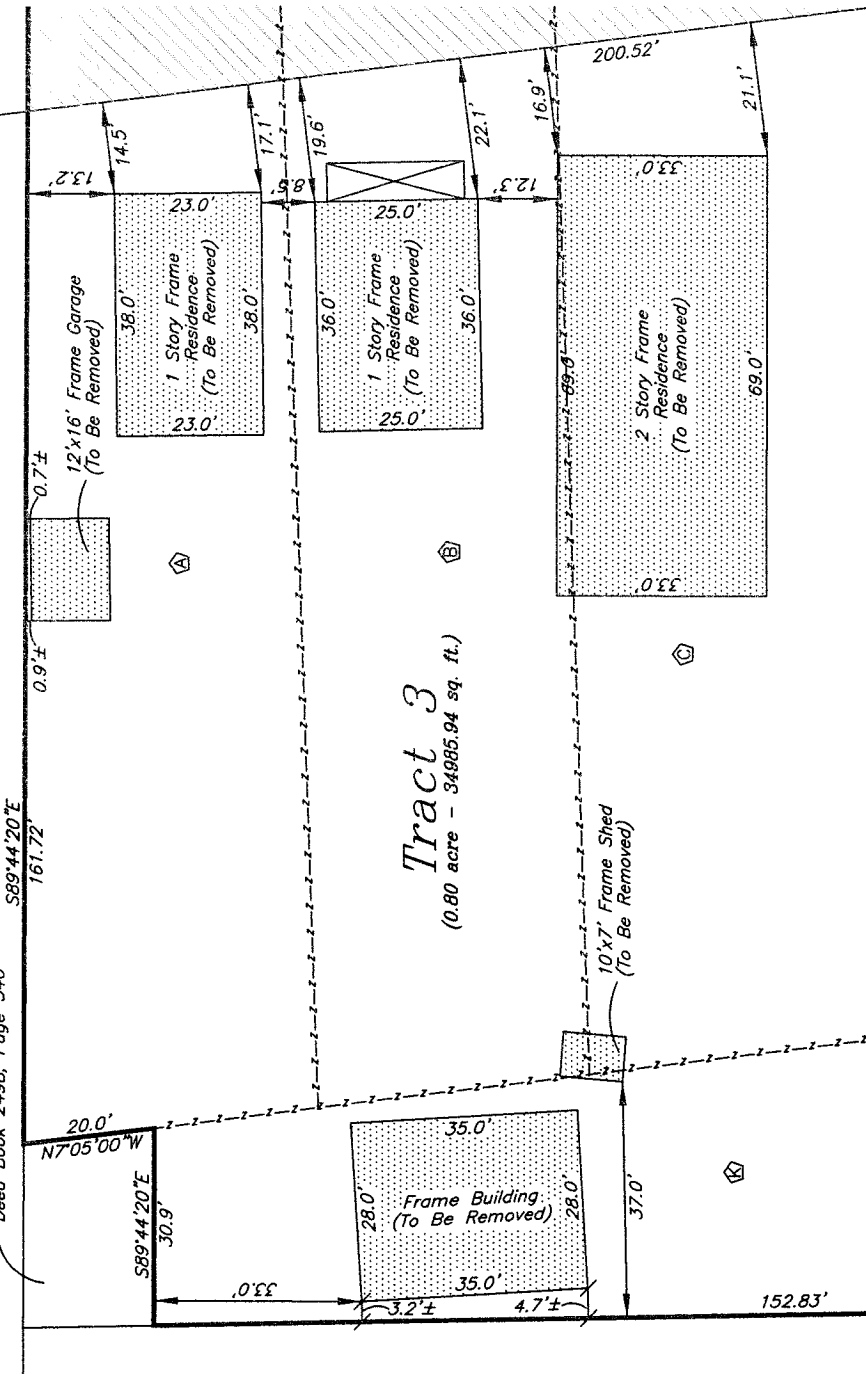 200.52'
14.5'
17.1'
19.6'
22.1'
16.9'
21.1'
13.2'
8.5'
12.3'
23.0'
38.0'
1 Story Frame
Residence
(To Be Removed)
38.0'
23.0'
25.0'
36.0'
1 Story Frame
Residence
(To Be Removed)
36.0'
25.0'
33.0'
69.0'
2 Story Frame
Residence
(To Be Removed)
69.0'
33.0'
12'x16' Frame Garage
(To Be Removed)
0.7'±
0.9'±
A
B
C
S89°44'20"E
161.72'
Tract 3
(0.80 acre - 34985.94 sq. ft.)
10'x7' Frame Shed
(To Be Removed)
Page 540
20.0'
N7°05'00"W
S89°44'20"E
30.9'
33.0'
35.0'
28.0'
Frame Building
(To Be Removed)
28.0'
35.0'
3.2'±
4.7'±
37.0'
K
152.83'